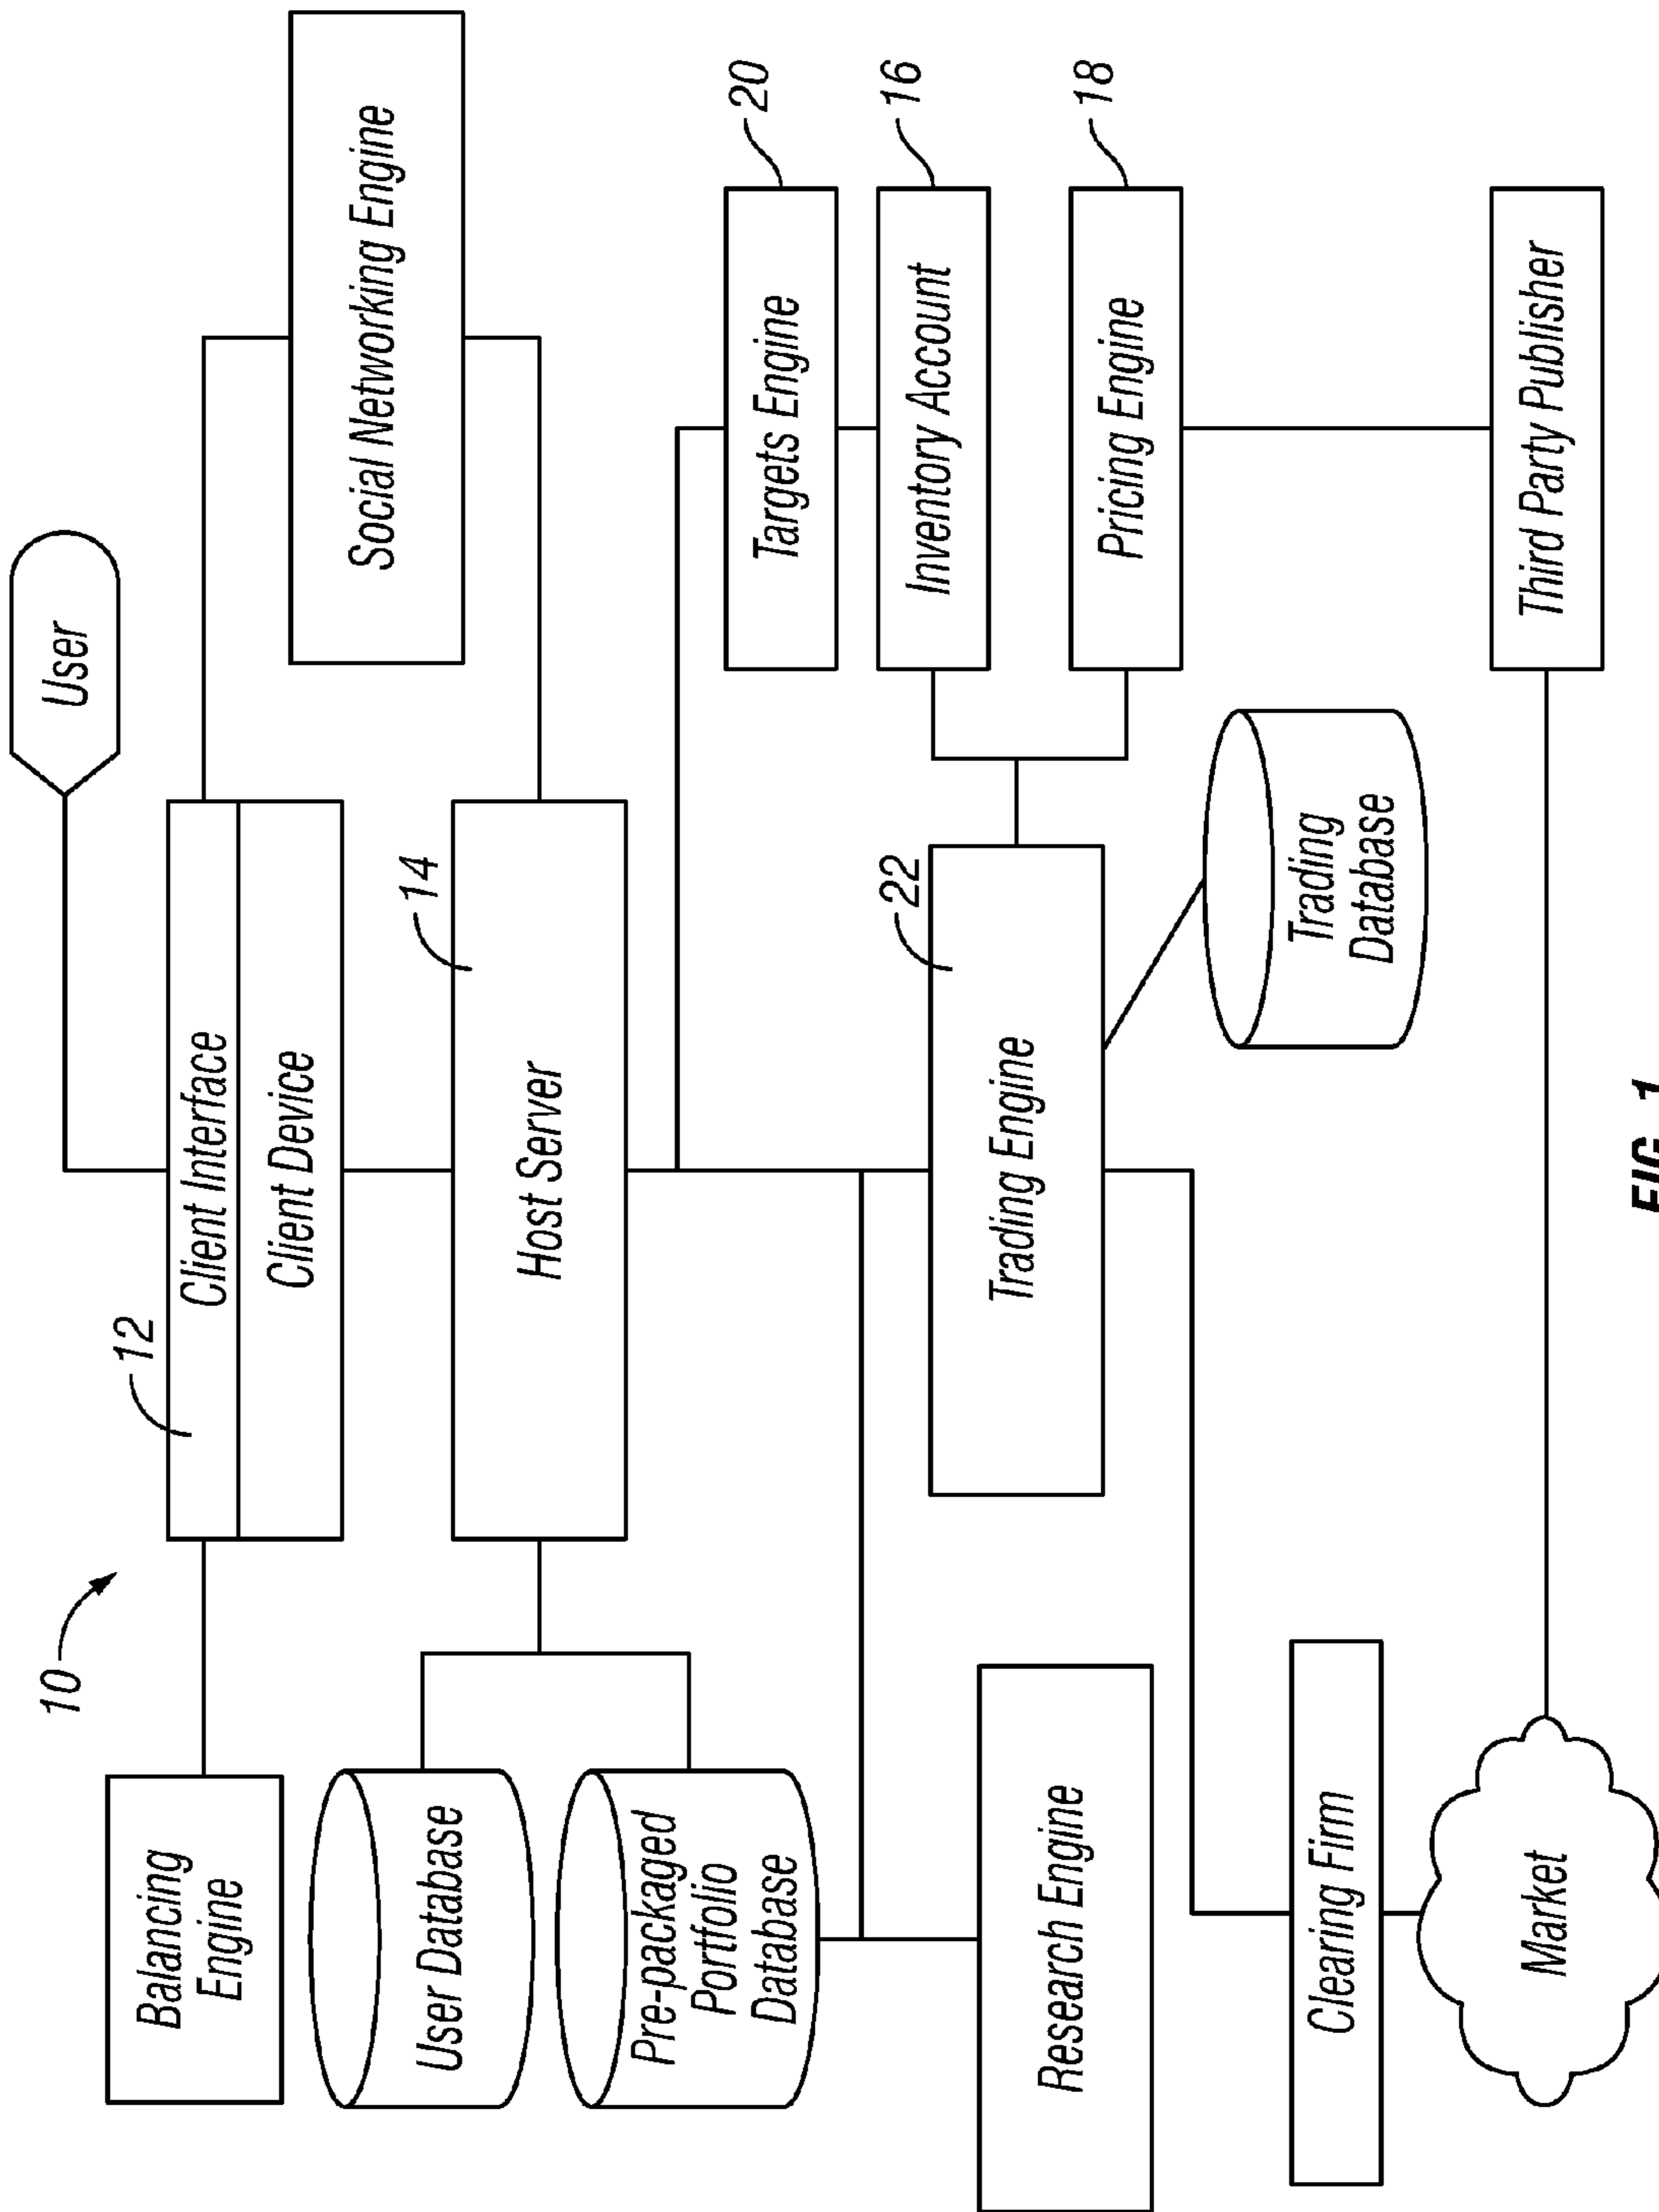 10
User
Balancing
Engine
12
Client Interface
Client Device
Social Networking Engine
User Database
14
Host Server
Pre-packaged
Portfolio
Database
Targets Engine
20
Inventory Account
16
Research Engine
22
Trading Engine
Pricing Engine
18
Trading
Database
Clearing Firm
Market
Third Party Publisher
FIG. 1